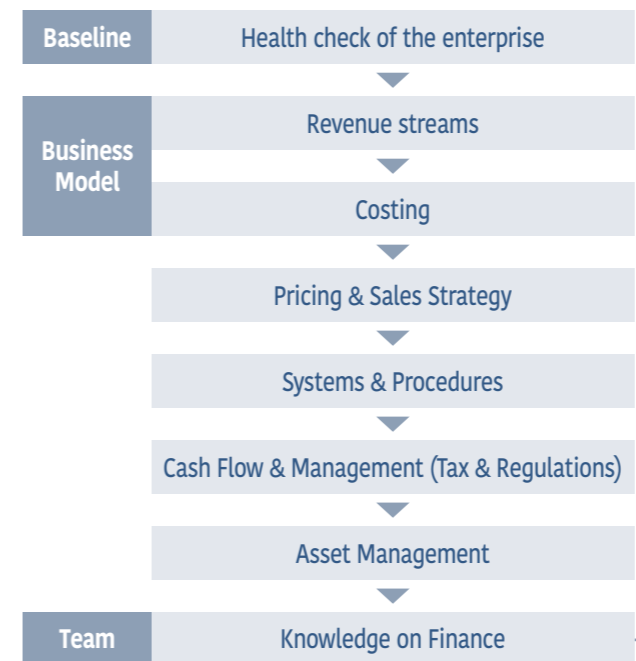 Baseline
Health check of the enterprise
Business
Model
Revenue streams
Costing
Pricing & Sales Strategy
Systems & Procedures
Cash Flow & Management (Tax & Regulations)
Asset Management
Team
Knowledge on Finance